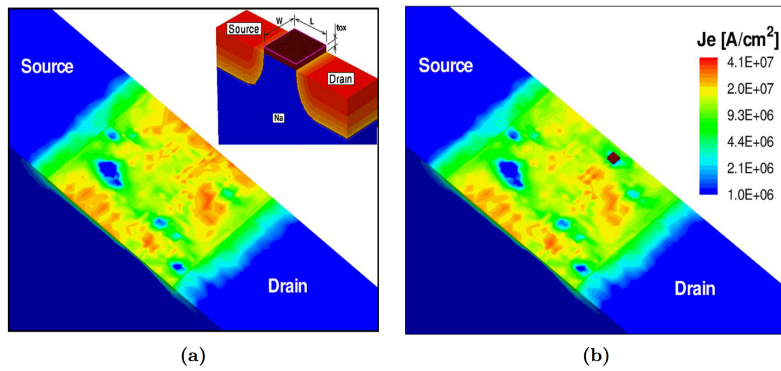 Source
Drain
Source
W
L
tox
Drain
Na
(a)
Source
Drain
Je [A/cm²]
4.1E+07
2.0E+07
9.3E+06
4.4E+06
2.1E+06
1.0E+06
(b)